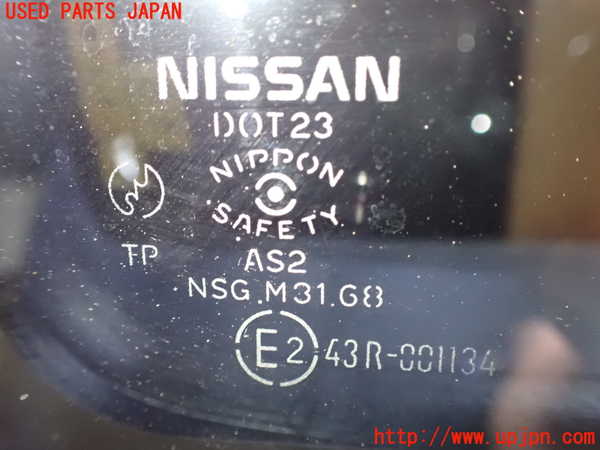 USED PARTS JAPAN
NISSAN
DOT23
NIPPON
SAFETY
TP
AS2
NSG.M31.G8
E2 43R-001134
http://www.upjpn.com/